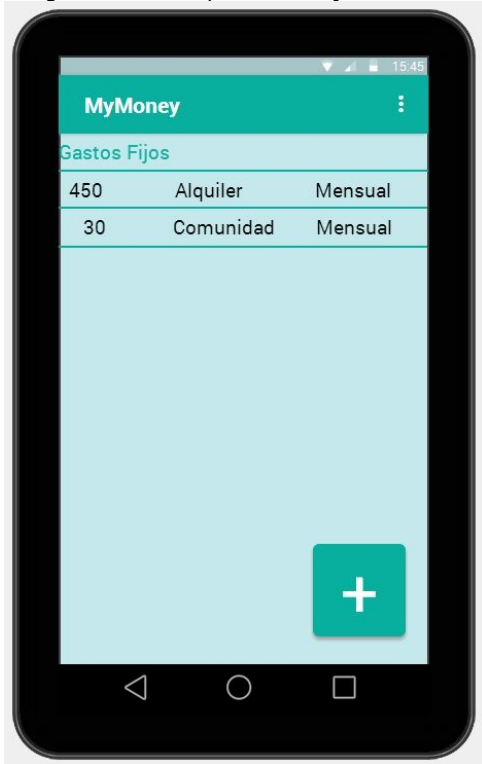 15:45
MyMoney
Gastos Fijos
450 Alquiler Mensual
30 Comunidad Mensual